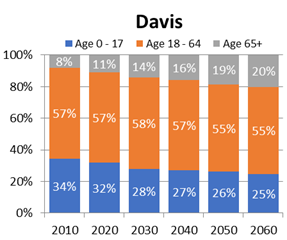 Davis
Age 0 - 17 Age 18 - 64 Age 65+
100%
80%
60%
40%
20%
0%
8% 11% 14% 16% 19% 20%
57% 57% 58% 57% 55% 55%
34% 32% 28% 27% 26% 25%
2010 2020 2030 2040 2050 2060